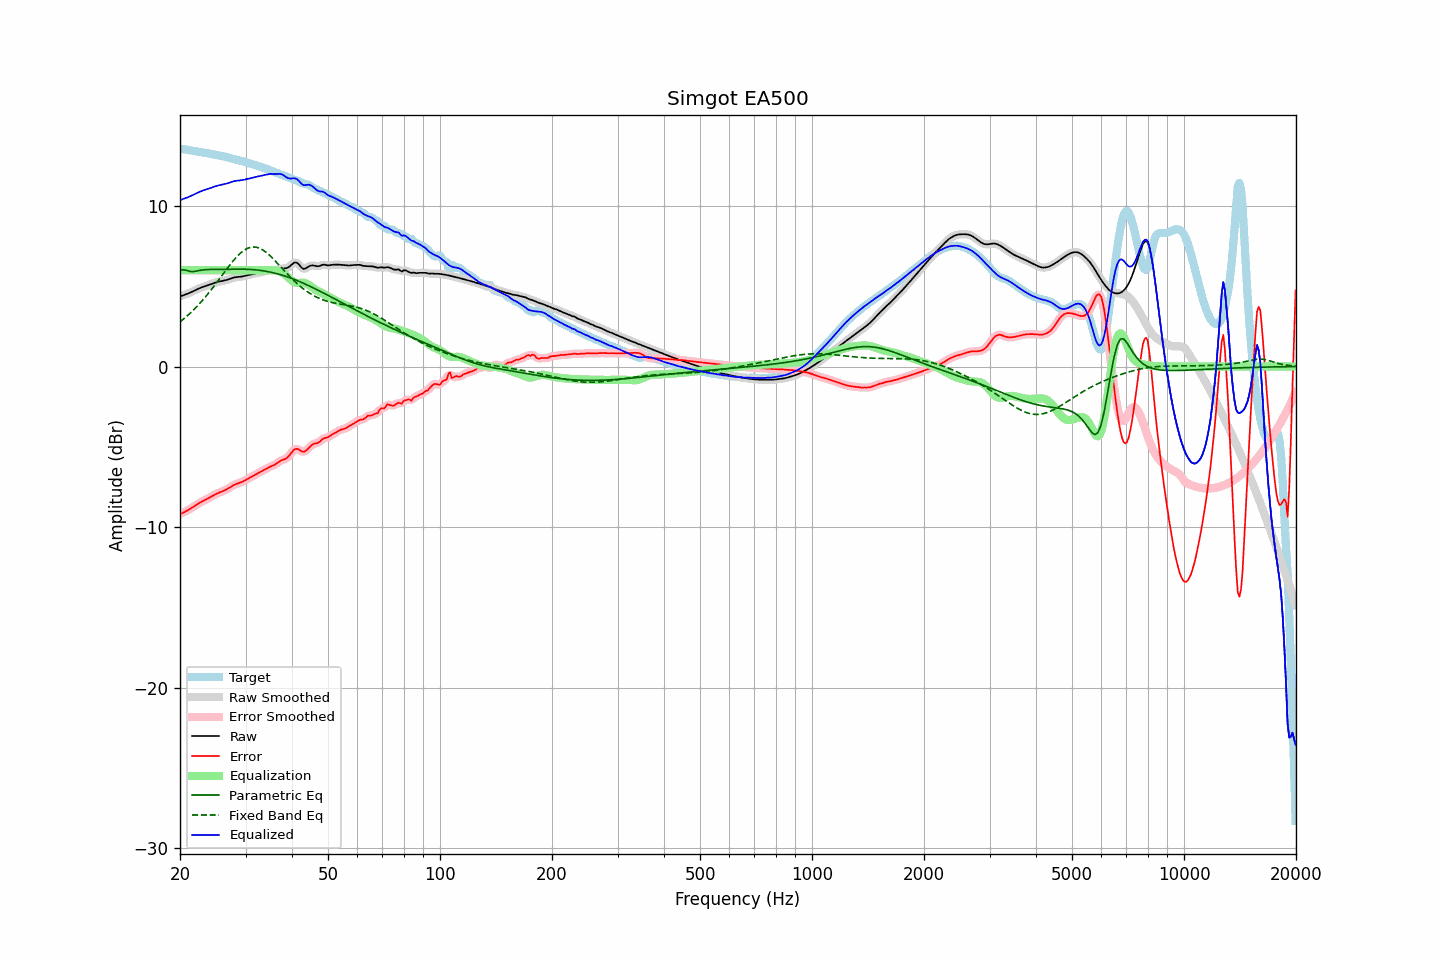 Simgot EA500
Amplitude (dBr)
10
0
−10
−20
−30
Target
Raw Smoothed
Error Smoothed
Raw
Error
Equalization
Parametric Eq
Fixed Band Eq
Equalized
20 50 100 200 500 1000 2000 5000 10000 20000
Frequency (Hz)